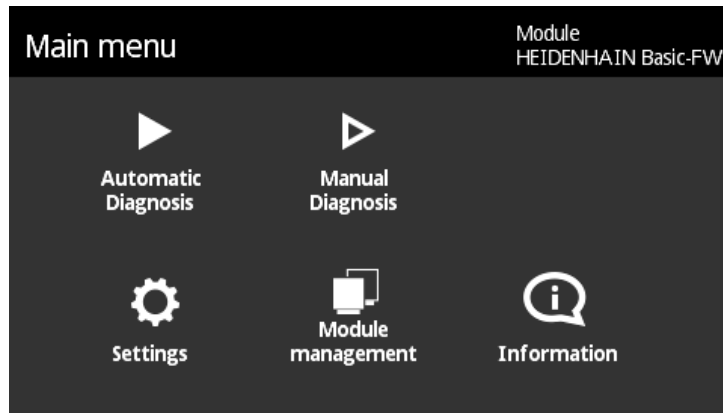 Main menu
Module
HEIDENHAIN Basic-FW
Automatic
Diagnosis
Manual
Diagnosis
Settings
Module
management
Information